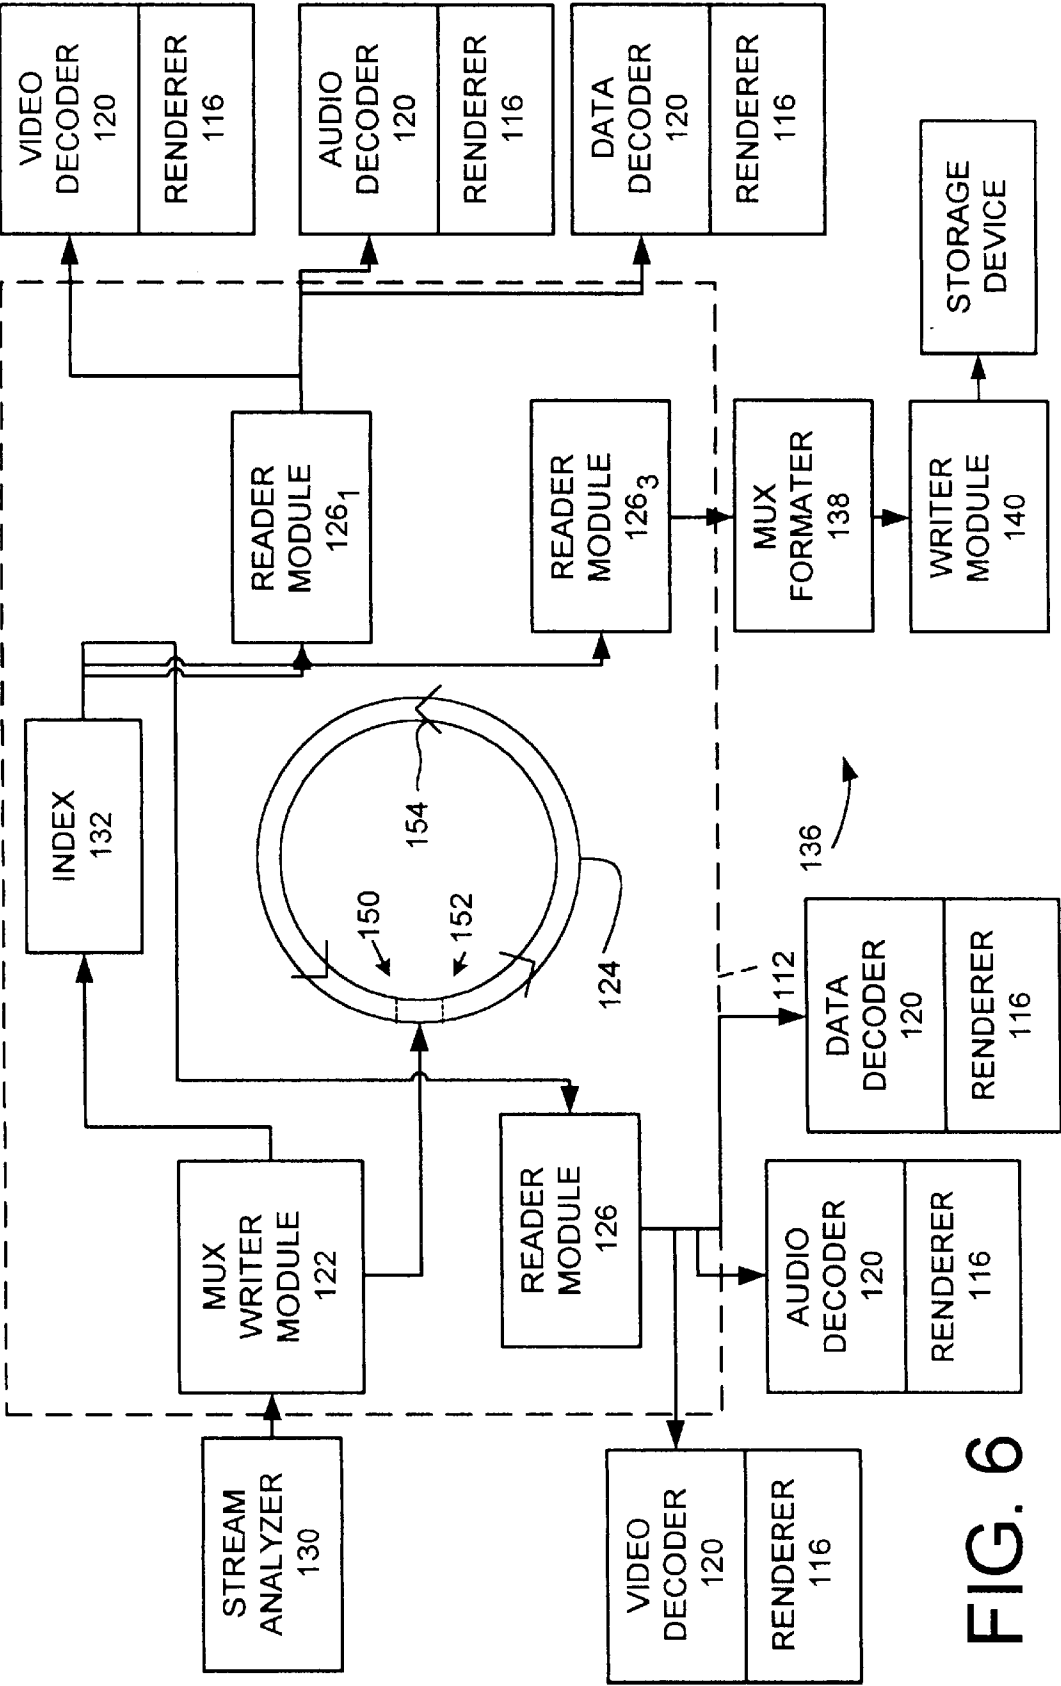 STREAM
ANALYZER
130
MUX
WRITER
MODULE
122
INDEX
132
READER
MODULE
126₁
VIDEO
DECODER
120
RENDERER
116
AUDIO
DECODER
120
RENDERER
116
DATA
DECODER
120
RENDERER
116
150
152
154
124
READER
MODULE
126
READER
MODULE
126₃
112
136
MUX
FORMATER
138
WRITER
MODULE
140
STORAGE
DEVICE
VIDEO
DECODER
120
RENDERER
116
AUDIO
DECODER
120
RENDERER
116
DATA
DECODER
120
RENDERER
116
FIG. 6